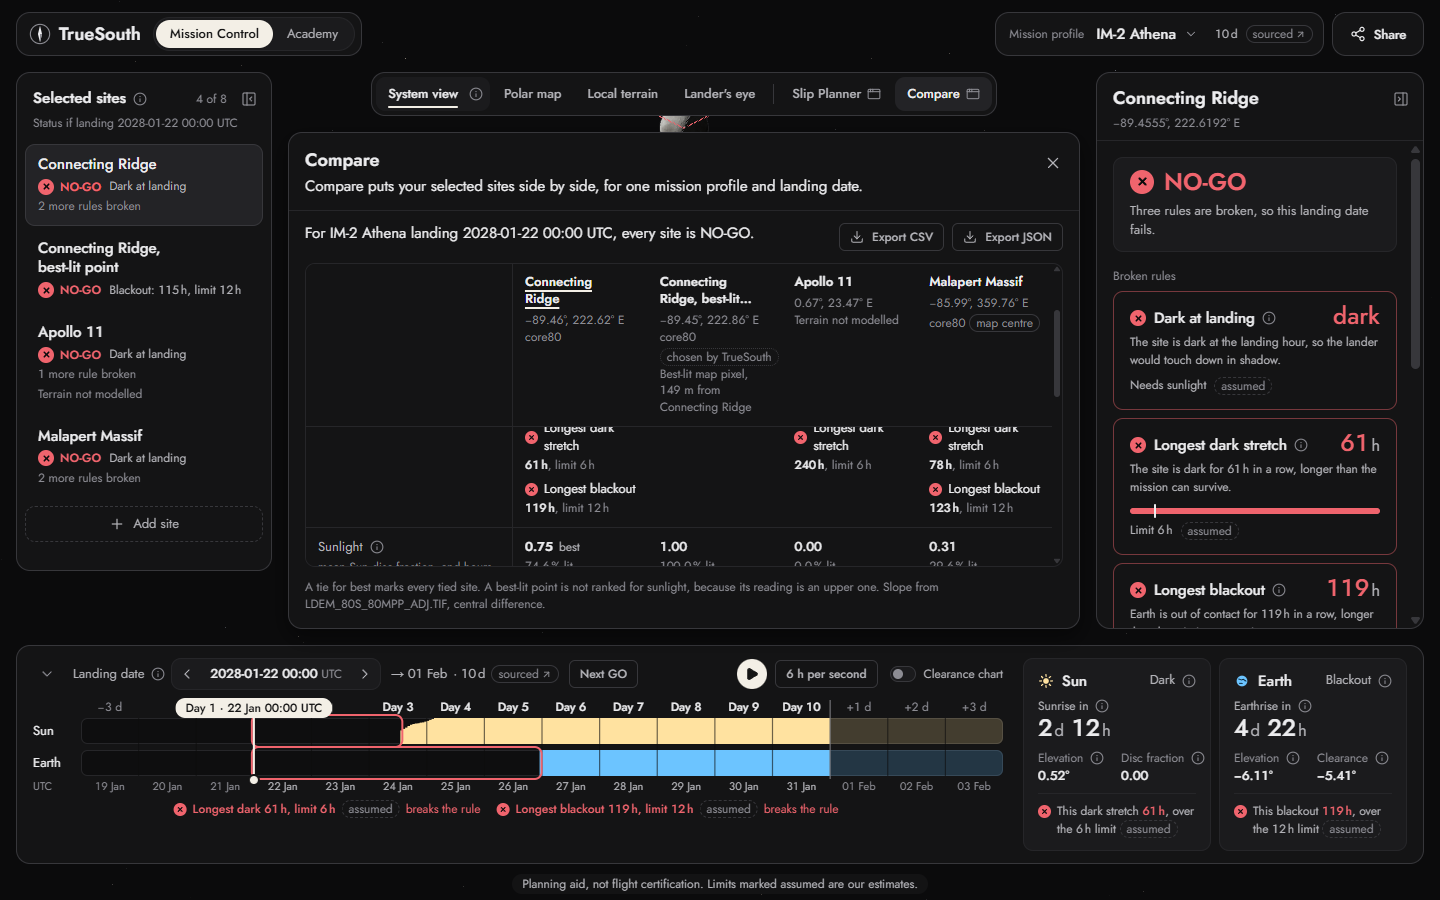 TrueSouth
Mission Control
Academy
Mission profile IM-2 Athena 10 d sourced ↗
Share
Selected sites 4 of 8
Status if landing 2028-01-22 00:00 UTC
Connecting Ridge
NO-GO Dark at landing
2 more rules broken
Connecting Ridge,
best-lit point
NO-GO Blackout: 115 h, limit 12 h
Apollo 11
NO-GO Dark at landing
1 more rule broken
Terrain not modelled
Malapert Massif
NO-GO Dark at landing
2 more rules broken
+ Add site
System view
Polar map
Local terrain
Lander's eye
Slip Planner
Compare
Compare
Compare puts your selected sites side by side, for one mission profile and landing date.
For IM-2 Athena landing 2028-01-22 00:00 UTC, every site is NO-GO.
Export CSV
Export JSON
Connecting
Ridge
−89.46°, 222.62° E
core80
Connecting
Ridge, best-lit...
−89.45°, 222.86° E
core80
chosen by TrueSouth
Best-lit map pixel,
149 m from
Connecting Ridge
Apollo 11
0.67°, 23.47° E
Terrain not modelled
Malapert Massif
−85.99°, 359.76° E
core80 map centre
Longest dark
stretch
61 h, limit 6 h
Longest blackout
119 h, limit 12 h
Longest dark
stretch
240 h, limit 6 h
Longest dark
stretch
78 h, limit 6 h
Longest blackout
123 h, limit 12 h
Sunlight 0.75 best 1.00 0.00 0.31
A tie for best marks every tied site. A best-lit point is not ranked for sunlight, because its reading is an upper one. Slope from
LDEM_80S_80MPP_ADJ.TIF, central difference.
Connecting Ridge
−89.4555°, 222.6192° E
NO-GO
Three rules are broken, so this landing date
fails.
Broken rules
Dark at landing dark
The site is dark at the landing hour, so the lander
would touch down in shadow.
Needs sunlight assumed
Longest dark stretch 61 h
The site is dark for 61 h in a row, longer than the
mission can survive.
Limit 6 h assumed
Longest blackout 119 h
Earth is out of contact for 119 h in a row, longer
Landing date 2028-01-22 00:00 UTC → 01 Feb · 10 d sourced ↗ Next GO
6 h per second
Clearance chart
−3 d Day 1 · 22 Jan 00:00 UTC Day 3 Day 4 Day 5 Day 6 Day 7 Day 8 Day 9 Day 10 +1 d +2 d +3 d
Sun
Earth
UTC 19 Jan 20 Jan 21 Jan 22 Jan 23 Jan 24 Jan 25 Jan 26 Jan 27 Jan 28 Jan 29 Jan 30 Jan 31 Jan 01 Feb 02 Feb 03 Feb
Longest dark 61 h, limit 6 h assumed breaks the rule
Longest blackout 119 h, limit 12 h assumed breaks the rule
Sun Dark
Sunrise in
2 d 12 h
Elevation Disc fraction
0.52° 0.00
This dark stretch 61 h, over
the 6 h limit assumed
Earth Blackout
Earthrise in
4 d 22 h
Elevation Clearance
−6.11° −5.41°
This blackout 119 h, over
the 12 h limit assumed
Planning aid, not flight certification. Limits marked assumed are our estimates.